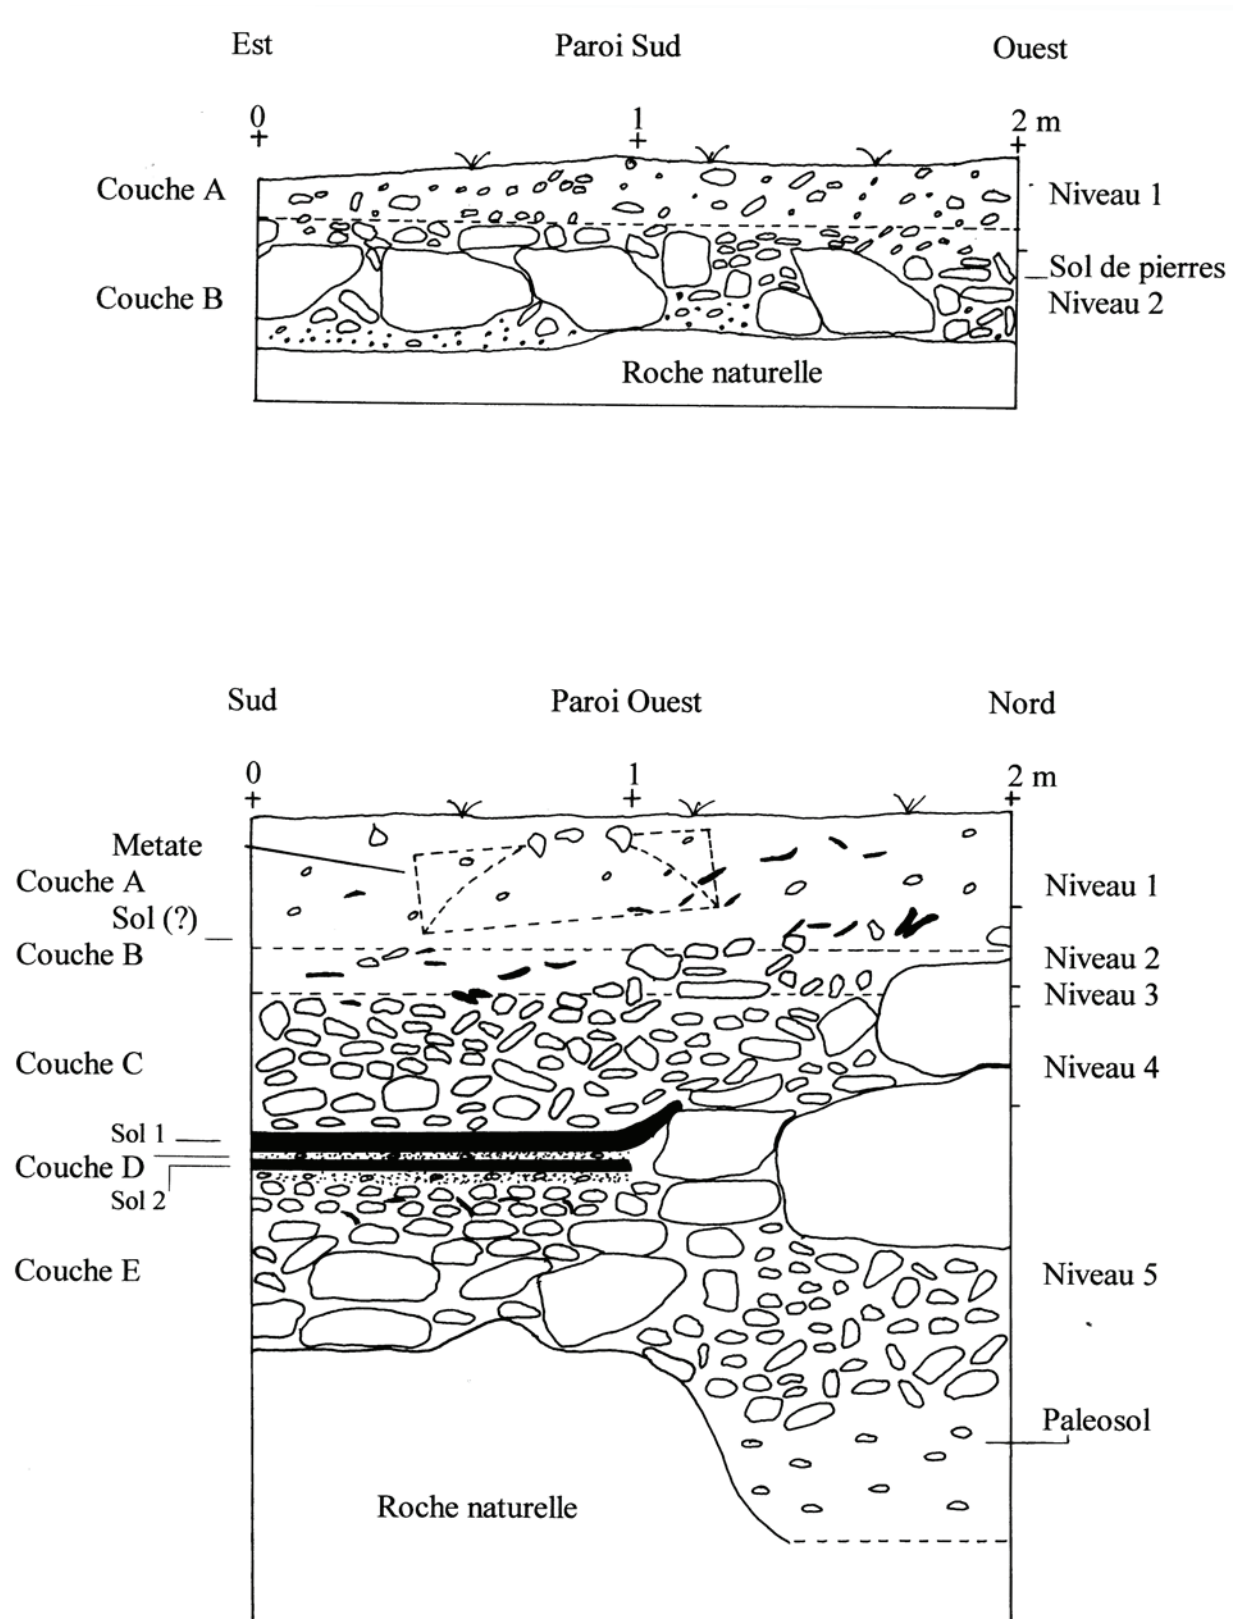 Est Paroi Sud Ouest
0 1 2 m
Couche A Niveau 1
Sol de pierres
Couche B Niveau 2
Roche naturelle
Sud Paroi Ouest Nord
0 1 2 m
Metate
Couche A Niveau 1
Sol (?)
Couche B Niveau 2
Niveau 3
Couche C Niveau 4
Sol 1
Couche D
Sol 2
Couche E Niveau 5
Paleosol
Roche naturelle